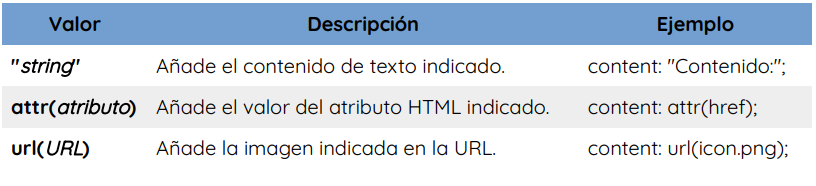 Valor Descripción Ejemplo
"string" Añade el contenido de texto indicado. content: "Contenido:";
attr(atributo) Añade el valor del atributo HTML indicado. content: attr(href);
url(URL) Añade la imagen indicada en la URL. content: url(icon.png);